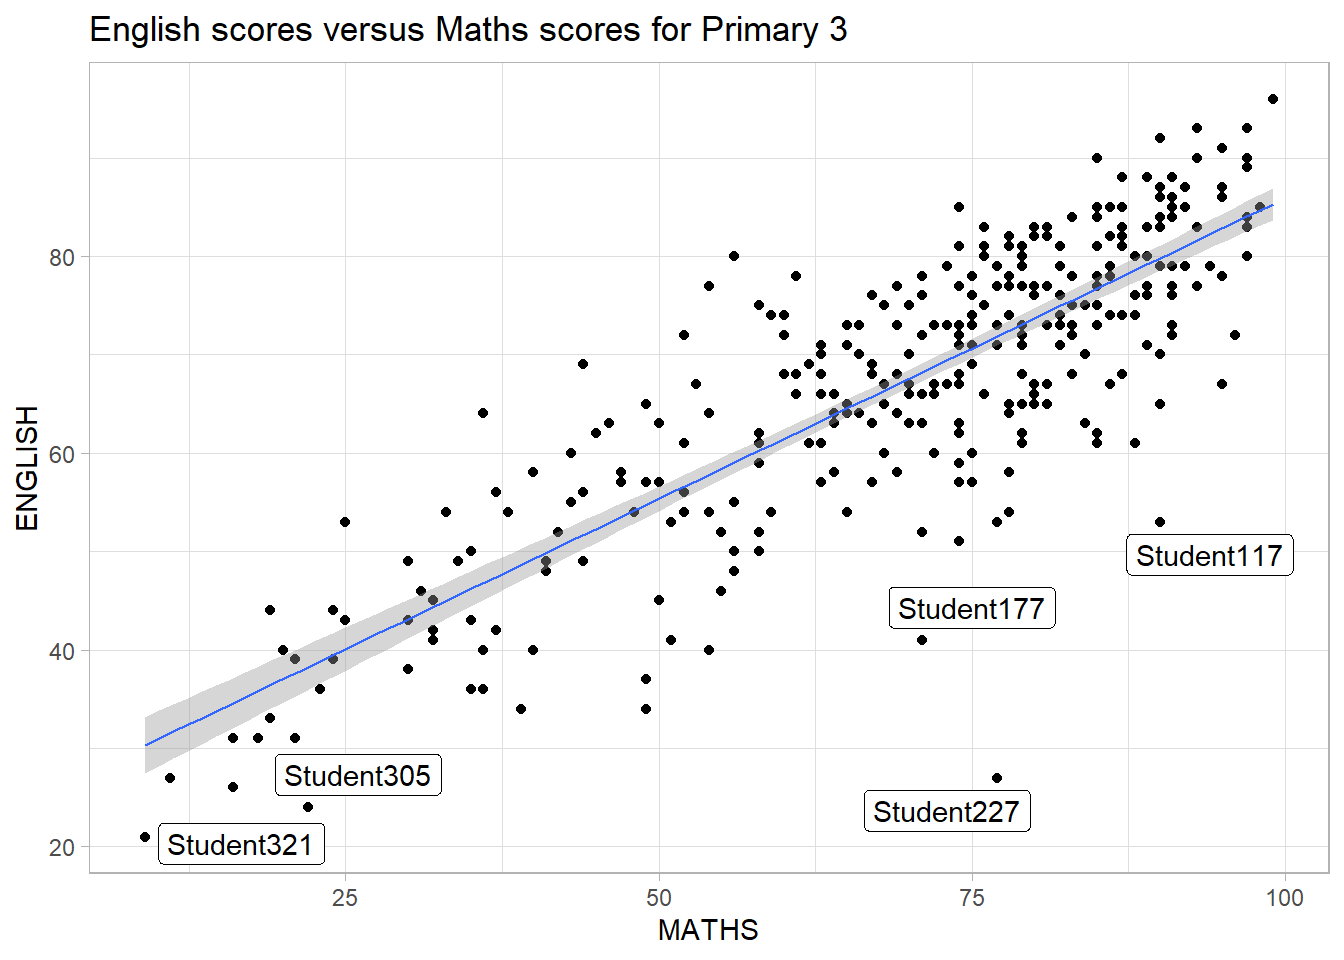 English scores versus Maths scores for Primary 3
ENGLISH
80
60
40
20
Student117
Student177
Student305
Student227
Student321
25 50 75 100
MATHS